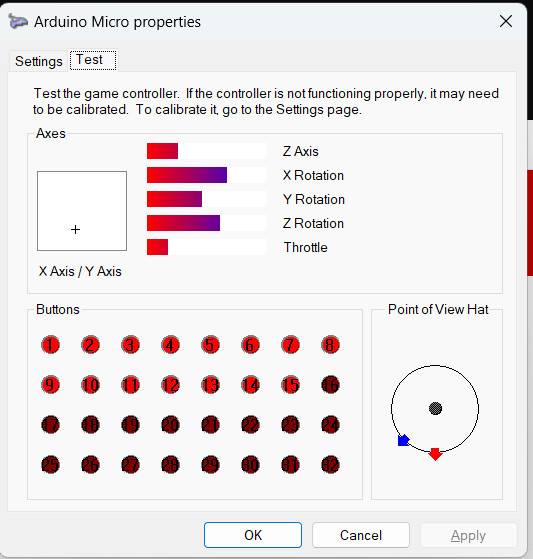 Arduino Micro properties
Settings
Test
Test the game controller. If the controller is not functioning properly, it may need
to be calibrated. To calibrate it, go to the Settings page.
Axes
Z Axis
X Rotation
Y Rotation
Z Rotation
Throttle
X Axis / Y Axis
Buttons
Point of View Hat
1 2 3 4 5 6 7 8
9 10 11 12 13 14 15 16
17 18 19 20 21 22 23 24
25 26 27 28 29 30 31 32
OK
Cancel
Apply